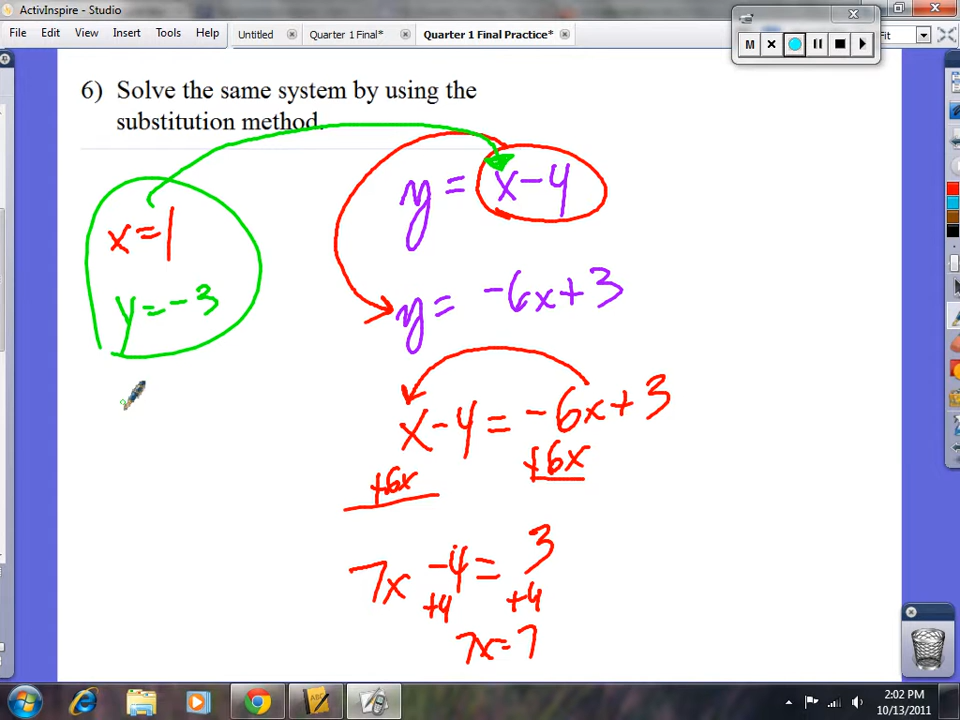 ActivInspire - Studio
File Edit View Insert Tools Help Untitled Quarter 1 Final* Quarter 1 Final Practice*
M
Fit
6) Solve the same system by using the
substitution method.
y = x-4
x=1
y=-3
y= -6x+3
x-4=-6x+3
+6x +6x
7x -4= 3
+4 +4
7x=7
2:02 PM
10/13/2011